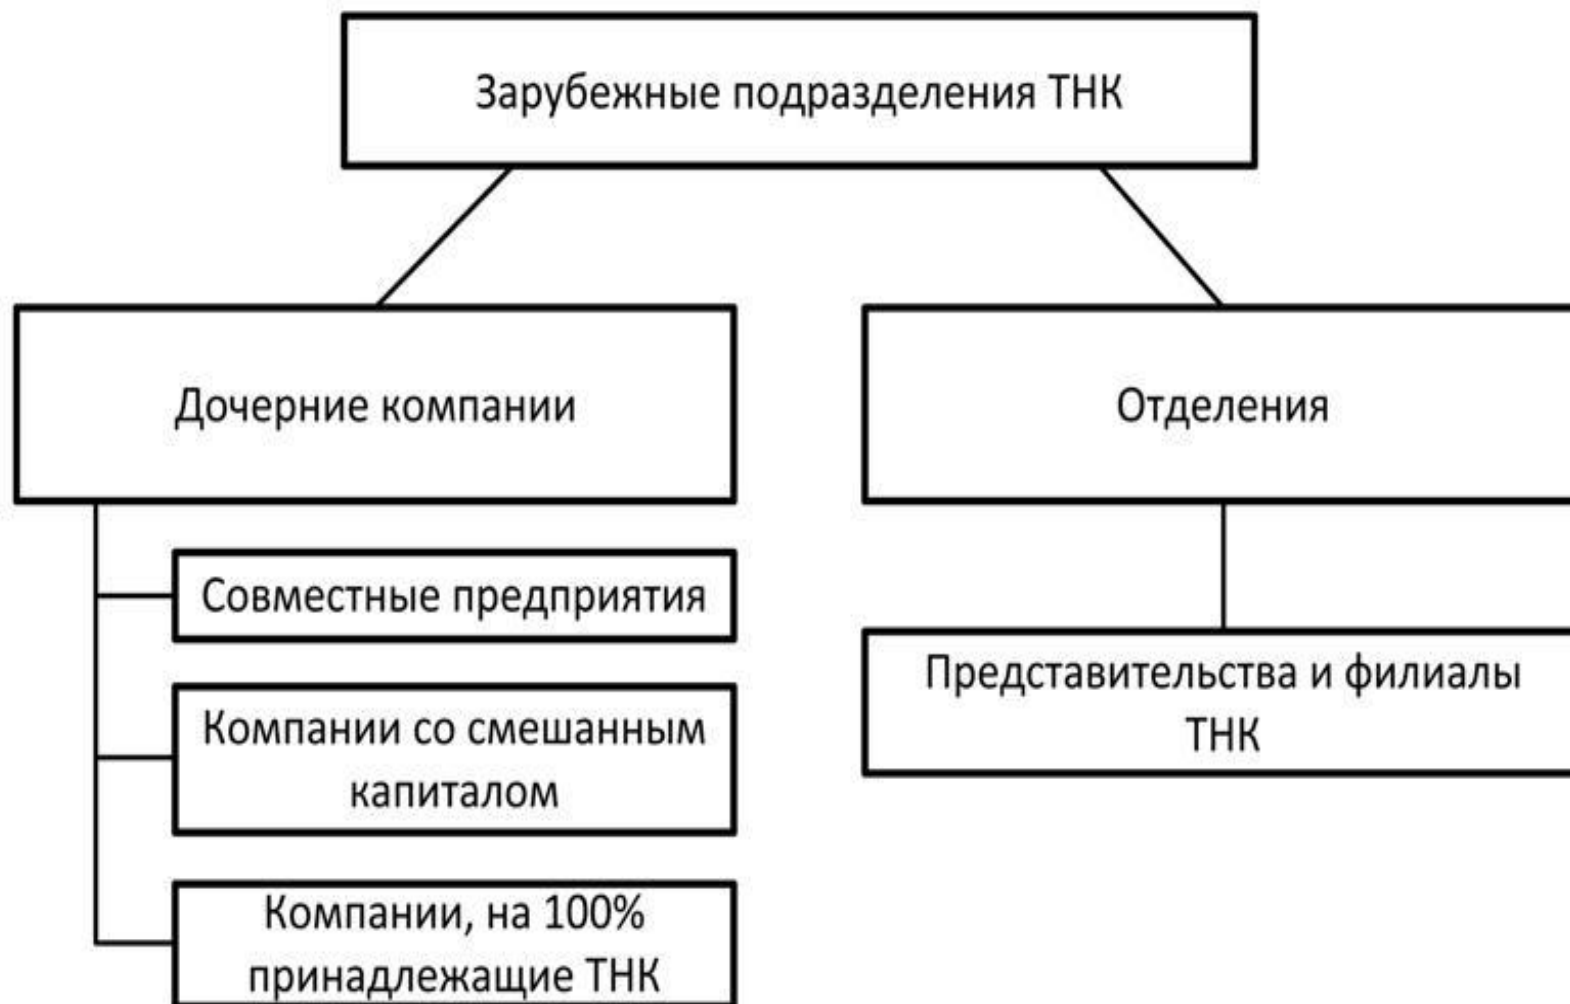 Зарубежные подразделения ТНК
Дочерние компании
Отделения
Совместные предприятия
Представительства и филиалы
ТНК
Компании со смешанным
капиталом
Компании, на 100%
принадлежащие ТНК